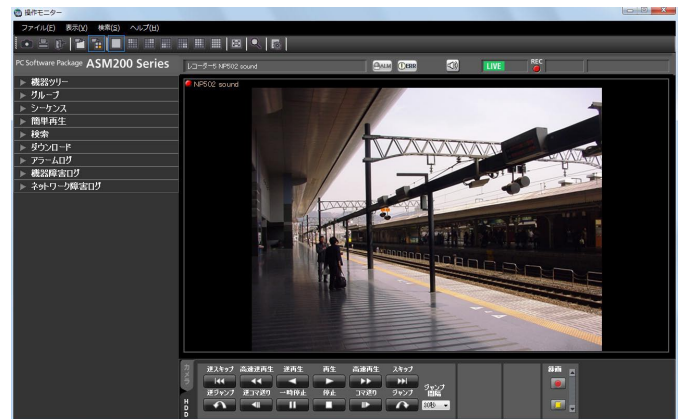 操作モニター
ファイル(F) 表示(V) 検索(S) ヘルプ(H)
PC Software Package ASM200 Series
レコーダー5 NP502 sound
ALM
ERR
LIVE
REC
機器ツリー
グループ
シーケンス
簡単再生
検索
ダウンロード
アラームログ
機器障害ログ
ネットワーク障害ログ
NP502 sound
カメラ
HDD
逆スキップ 高速逆再生 逆再生 再生 高速再生 スキップ
逆ジャンプ 逆コマ送り 一時停止 停止 コマ送り ジャンプ
ジャンプ
間隔
30秒
録画